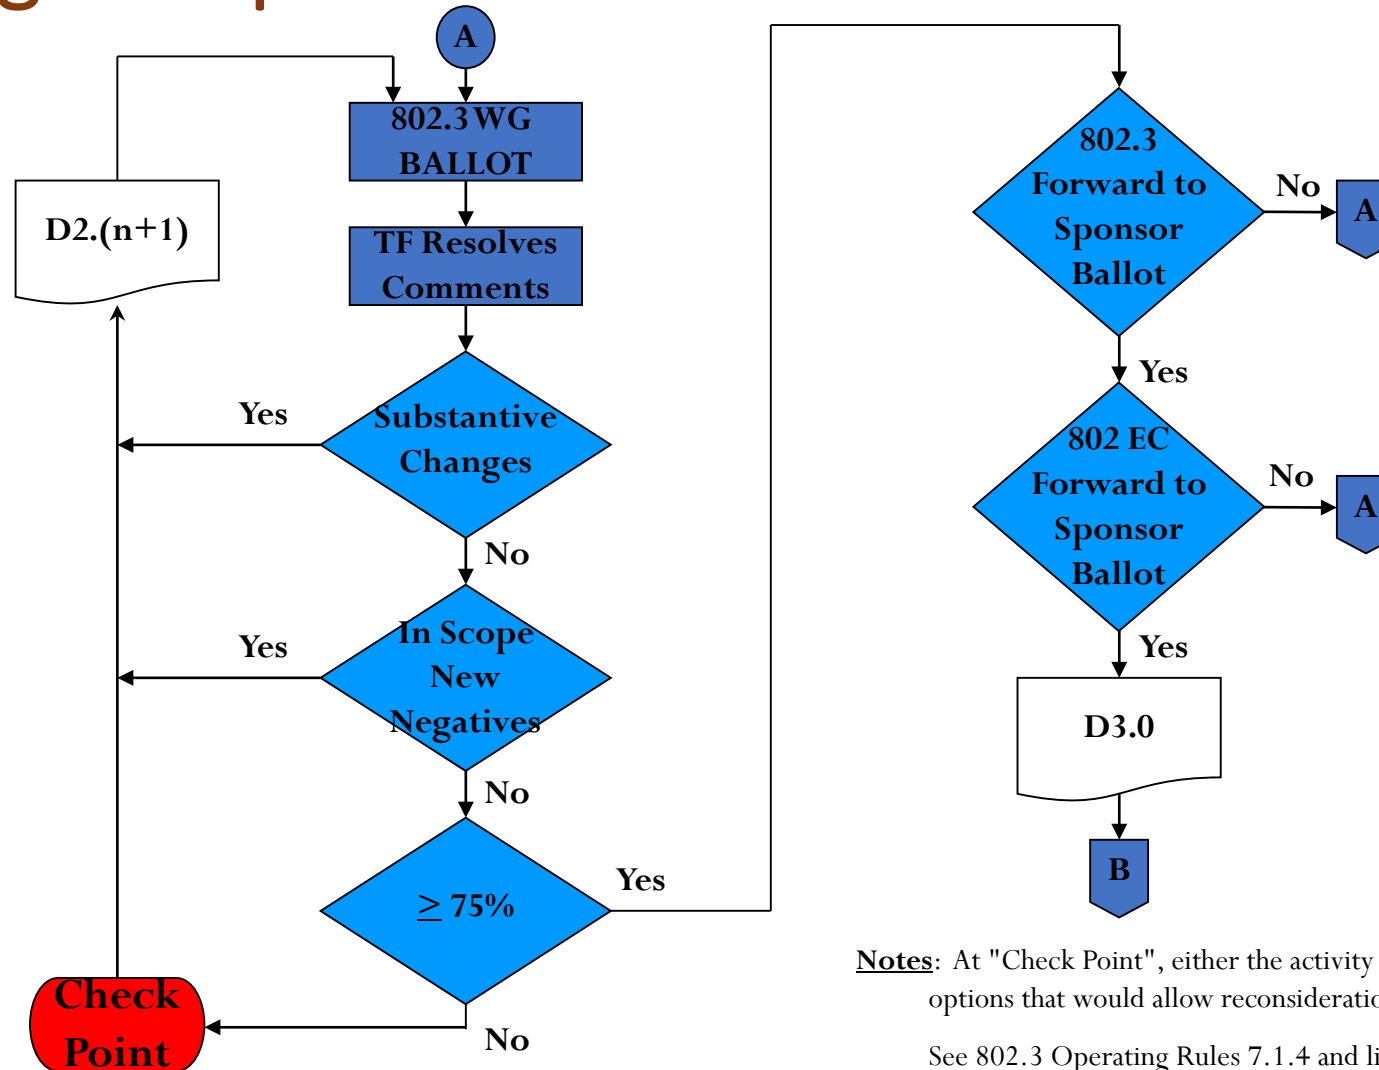 A
802.3 WG
BALLOT
D2.(n+1)
TF Resolves
Comments
Yes
Substantive
Changes
No
Yes
In Scope
New
Negatives
No
Yes
≥ 75%
Check
Point
No
802.3
Forward to
Sponsor
Ballot
No
A
Yes
802 EC
Forward to
Sponsor
Ballot
No
A
Yes
D3.0
B
Notes: At "Check Point", either the activity
options that would allow
See 802.3 Operating Rules 7.1.4 and